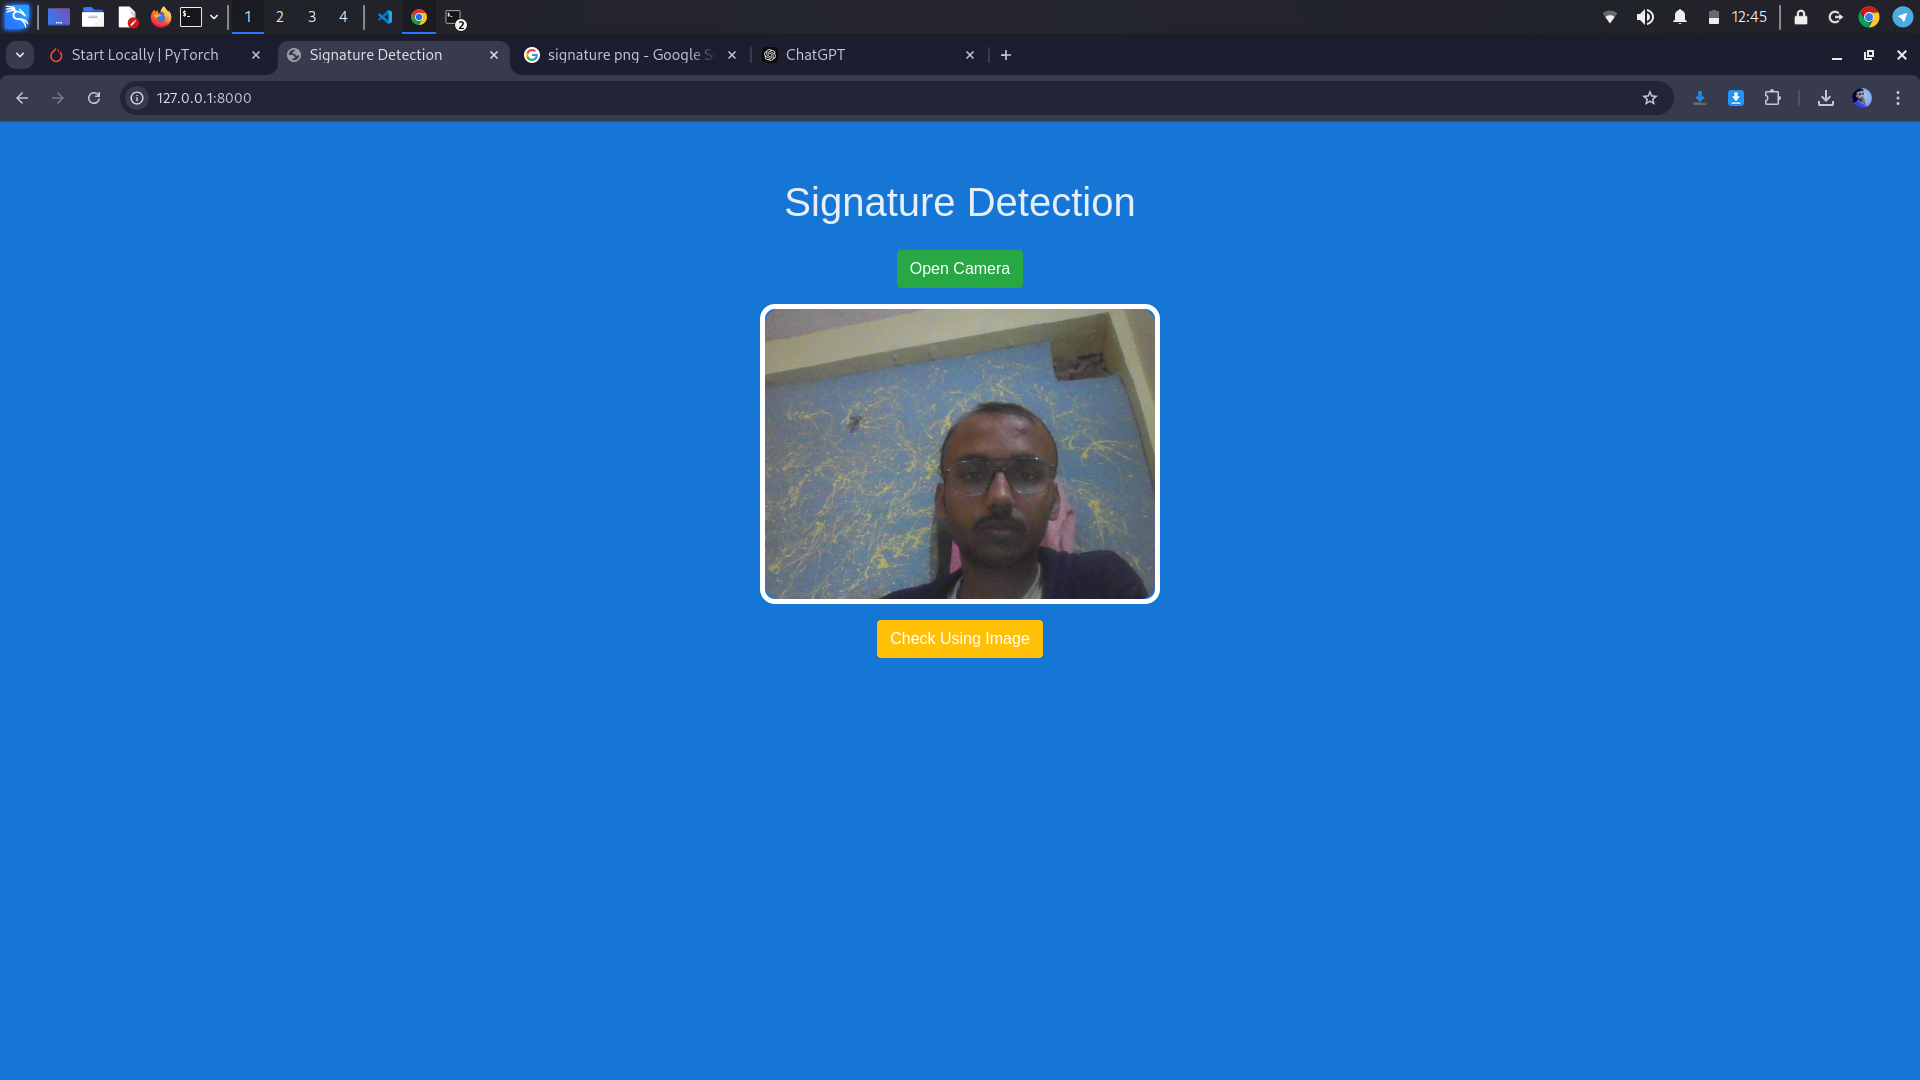 1 2 3 4 2 12:45
Start Locally | PyTorch Signature Detection signature png - Google S ChatGPT
127.0.0.1:8000
Signature Detection
Open Camera
Check Using Image